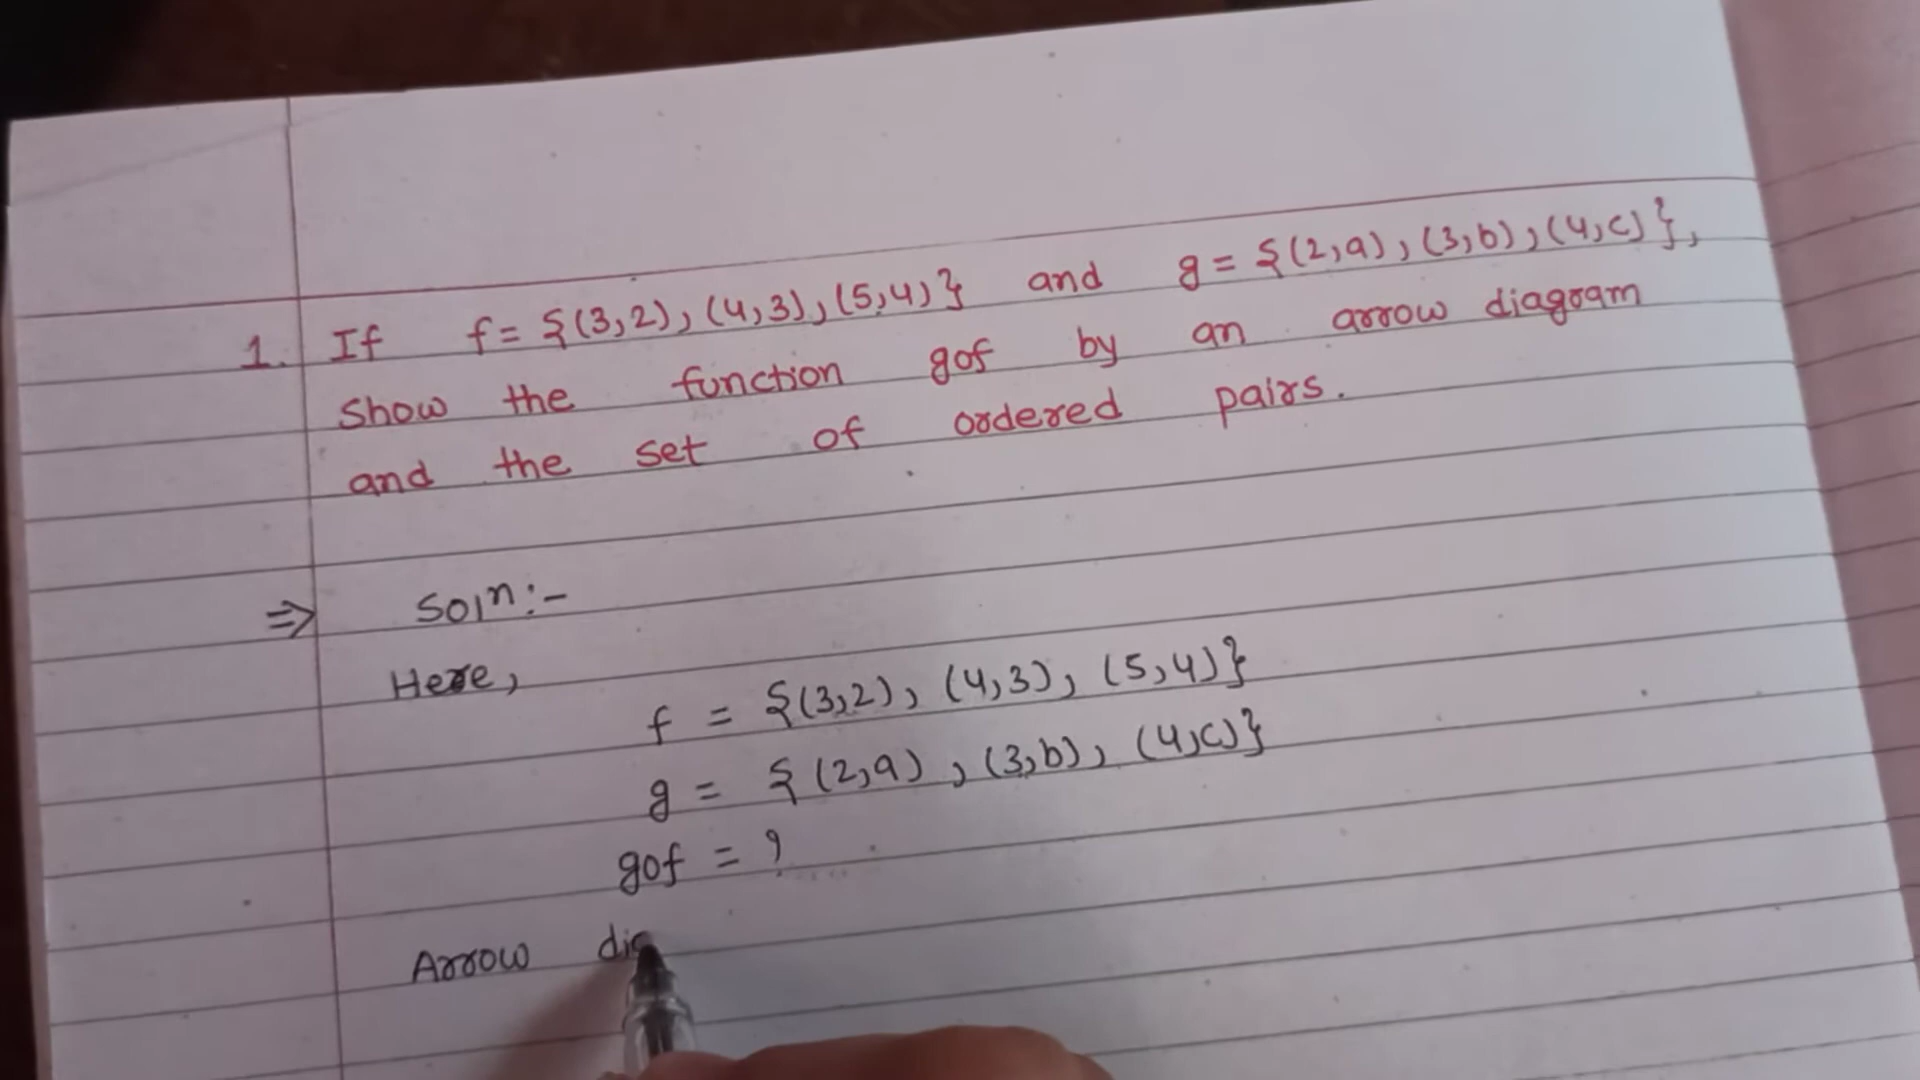 1. If f = {(3,2), (4,3), (5,4)} and g = {(2,a), (3,b), (4,c)},
show the function gof by an arrow diagram
and the set of ordered pairs.
⇒ Solⁿ:-
Here,
f = {(3,2), (4,3), (5,4)}
g = {(2,a), (3,b), (4,c)}
gof = ?
Arrow dia